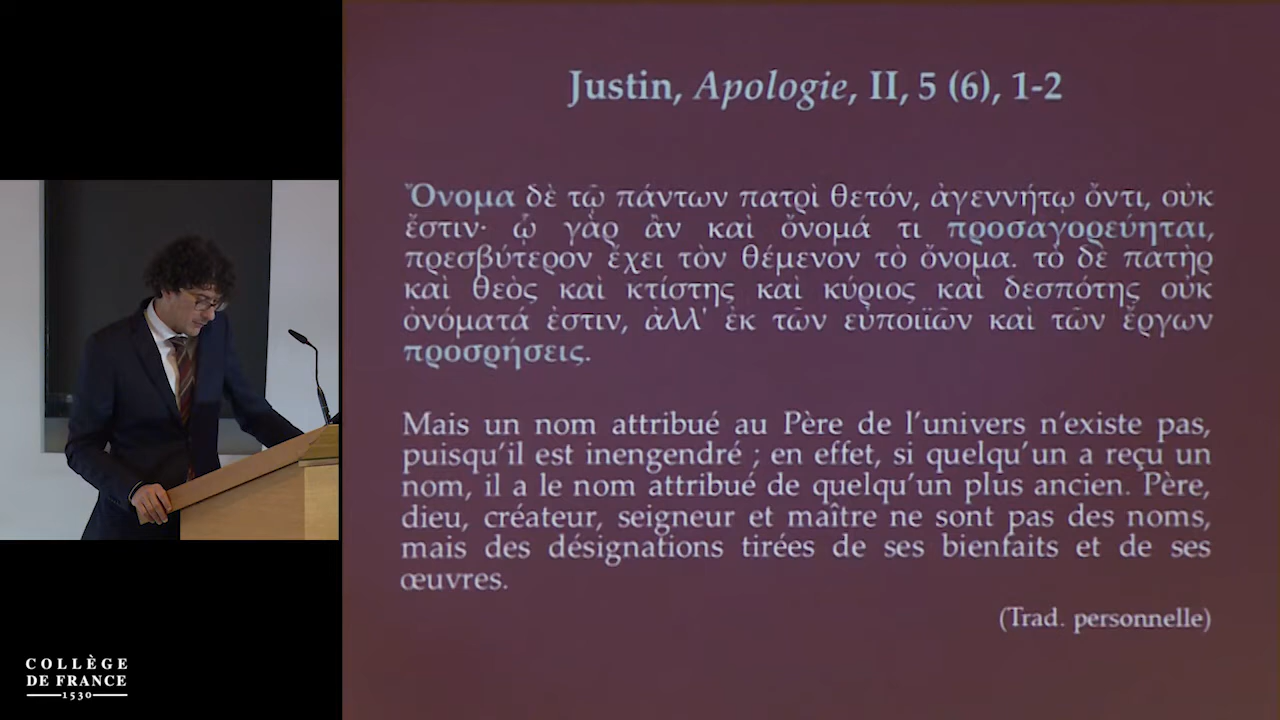 Justin, Apologie, II, 5 (6), 1-2
Ὄνομα δὲ τῷ πάντων πατρὶ θετόν, ἀγεννήτῳ ὄντι, οὐκ
ἔστιν· ᾧ γὰρ ἂν καὶ ὄνομά τι προσαγορεύηται,
πρεσβύτερον ἔχει τὸν θέμενον τὸ ὄνομα. τὸ δὲ πατὴρ
καὶ θεὸς καὶ κτίστης καὶ κύριος καὶ δεσπότης οὐκ
ὀνόματά ἐστιν, ἀλλ' ἐκ τῶν εὐποιϊῶν καὶ τῶν ἔργων
προσρήσεις.
Mais un nom attribué au Père de l'univers n'existe pas,
puisqu'il est inengendré ; en effet, si quelqu'un a reçu un
nom, il a le nom attribué de quelqu'un plus ancien. Père,
dieu, créateur, seigneur et maître ne sont pas des noms,
mais des désignations tirées de ses bienfaits et de ses
œuvres.
(Trad. personnelle)
COLLÈGE
DE FRANCE
1530